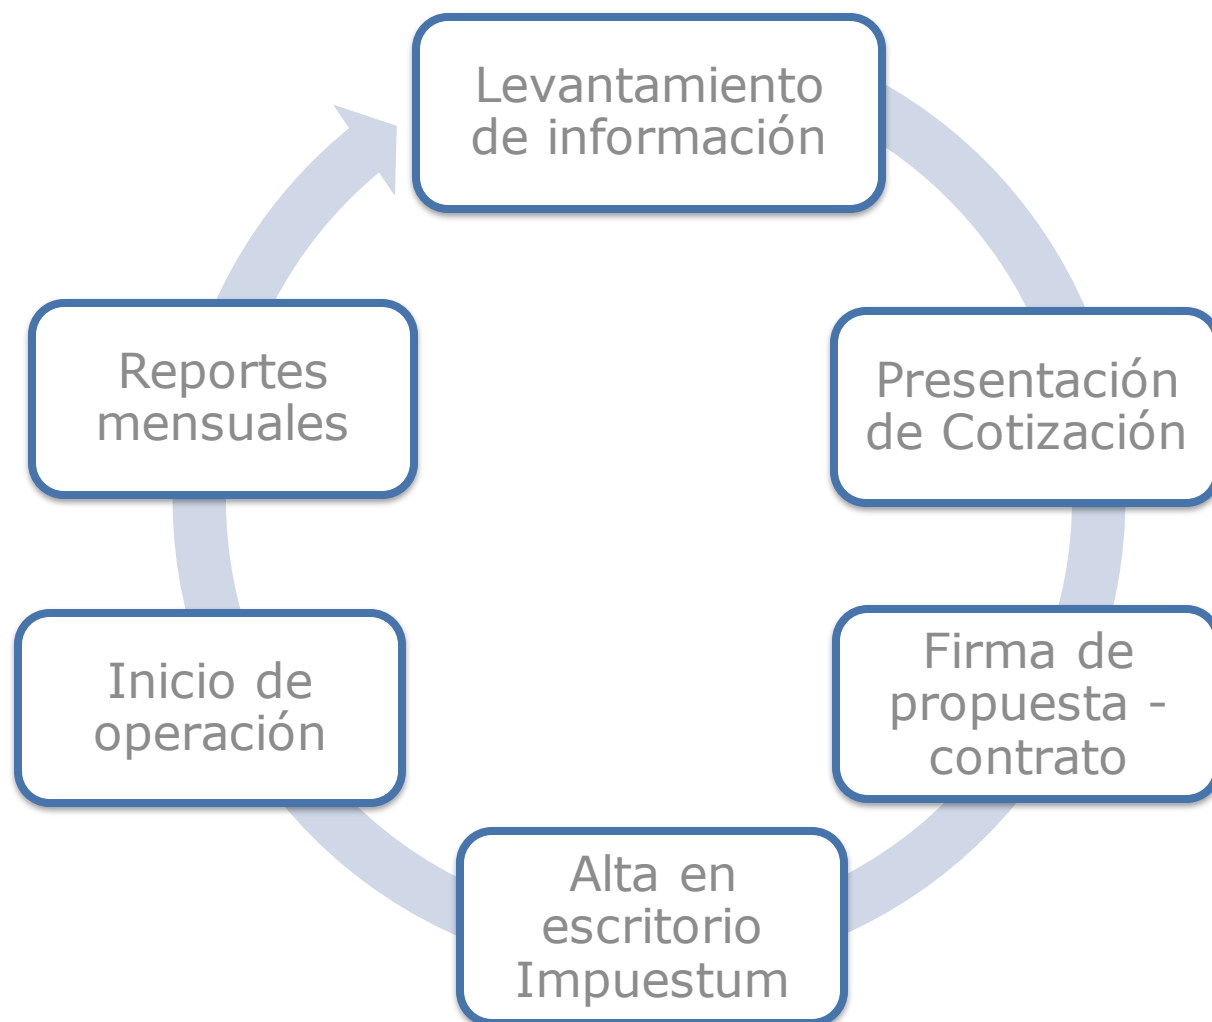 Levantamiento
de información
Presentación
de Cotización
Firma de
propuesta -
contrato
Alta en
escritorio
Impuestum
Inicio de
operación
Reportes
mensuales